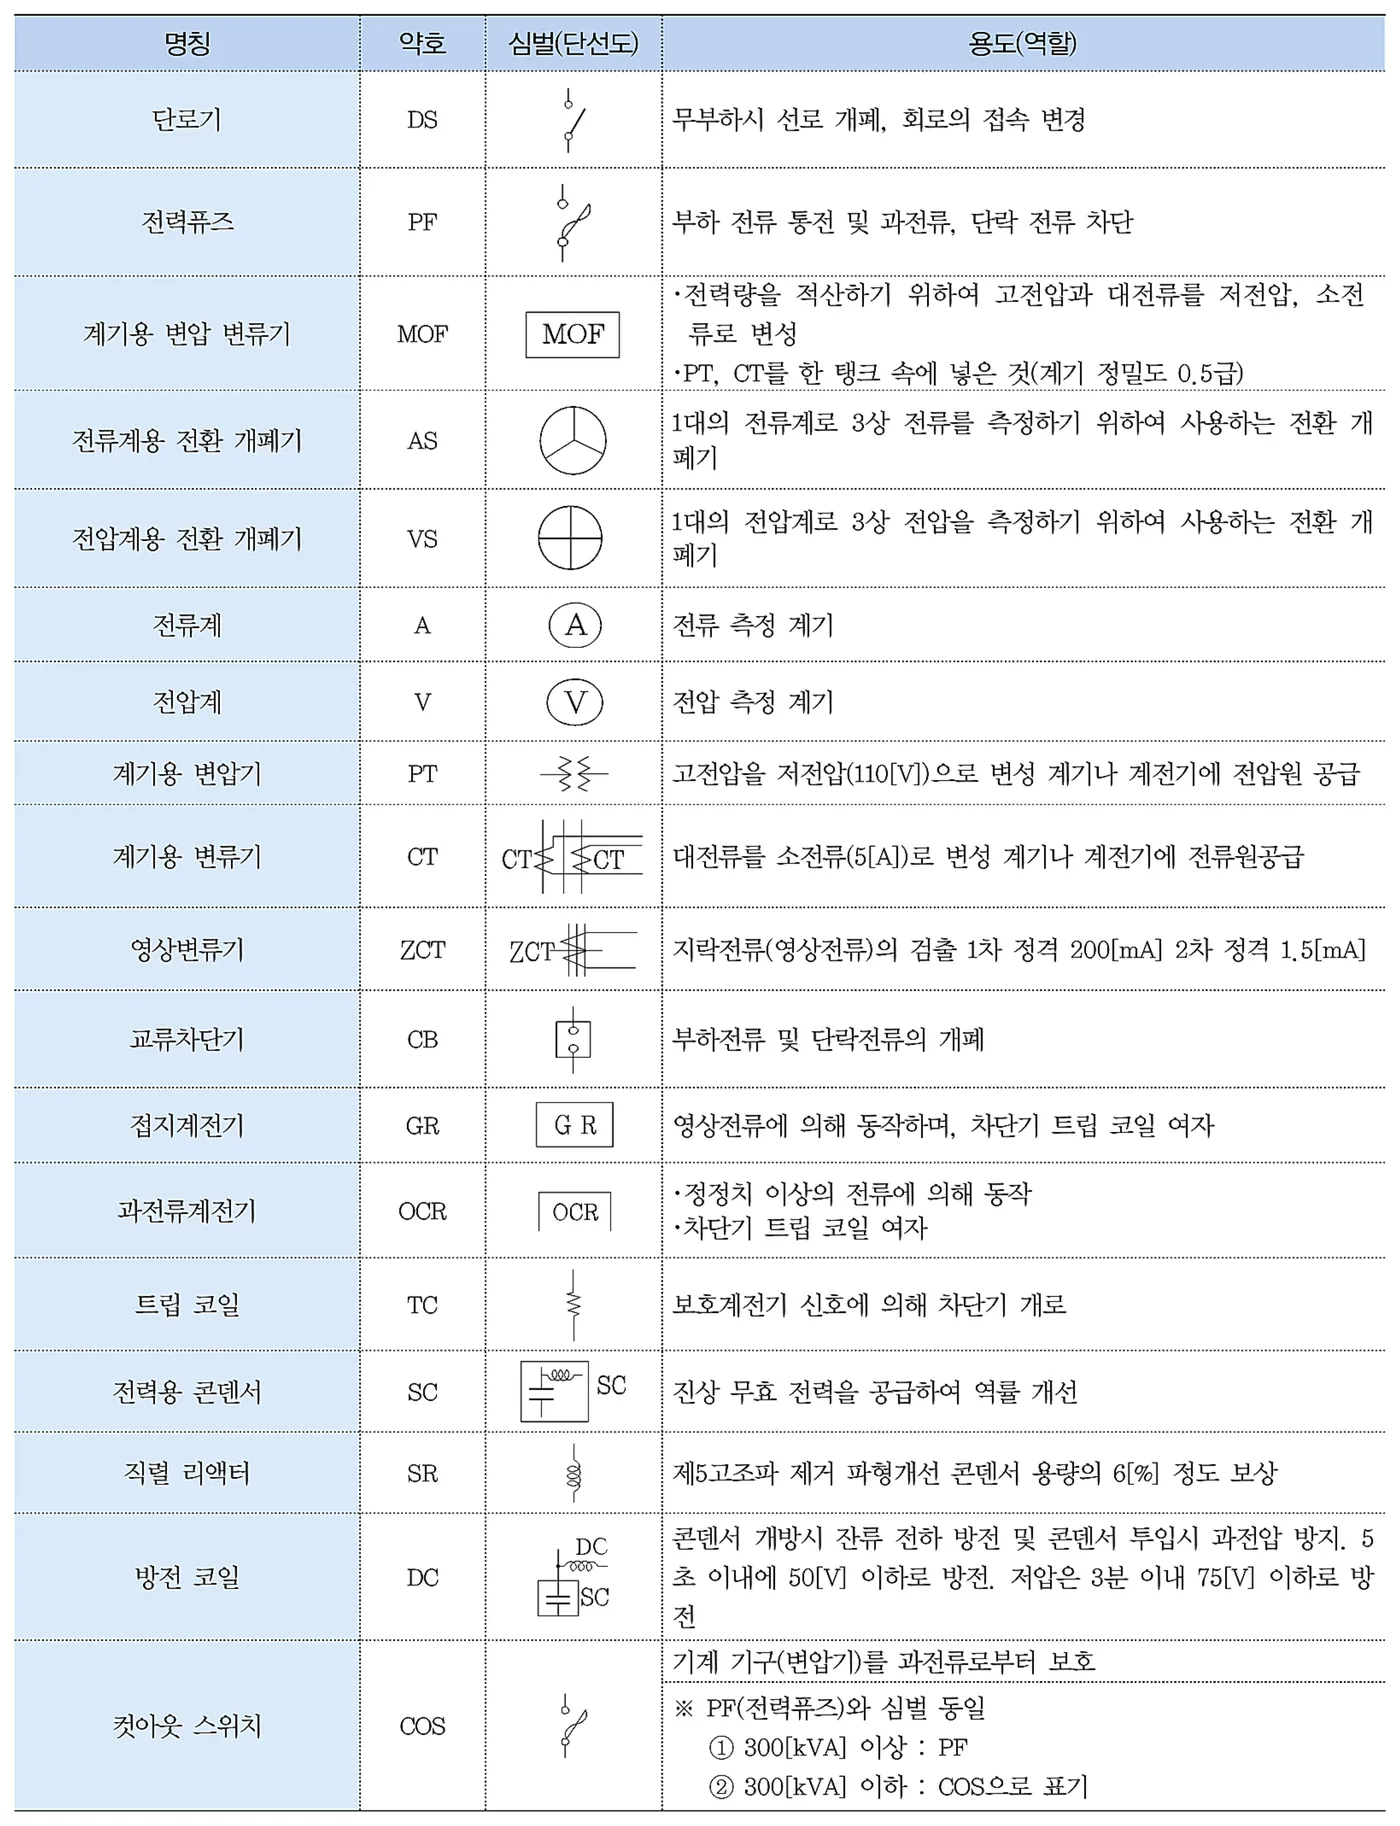 명칭 약호 심벌(단선도) 용도(역할)
단로기 DS 무부하시 선로 개폐, 회로의 접속 변경
전력퓨즈 PF 부하 전류 통전 및 과전류, 단락 전류 차단
계기용 변압 변류기 MOF MOF ·전력량을 적산하기 위하여 고전압과 대전류를 저전압, 소전
류로 변성
·PT, CT를 한 탱크 속에 넣은 것(계기 정밀도 0.5급)
전류계용 전환 개폐기 AS 1대의 전류계로 3상 전류를 측정하기 위하여 사용하는 전환 개
폐기
전압계용 전환 개폐기 VS 1대의 전압계로 3상 전압을 측정하기 위하여 사용하는 전환 개
폐기
전류계 A A 전류 측정 계기
전압계 V V 전압 측정 계기
계기용 변압기 PT 고전압을 저전압(110[V])으로 변성 계기나 계전기에 전압원 공급
계기용 변류기 CT CT CT 대전류를 소전류(5[A])로 변성 계기나 계전기에 전류원공급
영상변류기 ZCT ZCT 지락전류(영상전류)의 검출 1차 정격 200[mA] 2차 정격 1.5[mA]
교류차단기 CB 부하전류 및 단락전류의 개폐
접지계전기 GR G R 영상전류에 의해 동작하며, 차단기 트립 코일 여자
과전류계전기 OCR OCR ·정정치 이상의 전류에 의해 동작
·차단기 트립 코일 여자
트립 코일 TC 보호계전기 신호에 의해 차단기 개로
전력용 콘덴서 SC SC 진상 무효 전력을 공급하여 역률 개선
직렬 리액터 SR 제5고조파 제거 파형개선 콘덴서 용량의 6[%] 정도 보상
방전 코일 DC DC SC 콘덴서 개방시 잔류 전하 방전 및 콘덴서 투입시 과전압 방지. 5
초 이내에 50[V] 이하로 방전. 저압은 3분 이내 75[V] 이하로 방
전
컷아웃 스위치 COS 기계 기구(변압기)를 과전류로부터 보호
※ PF(전력퓨즈)와 심벌 동일
① 300[kVA] 이상 : PF
② 300[kVA] 이하 : COS으로 표기